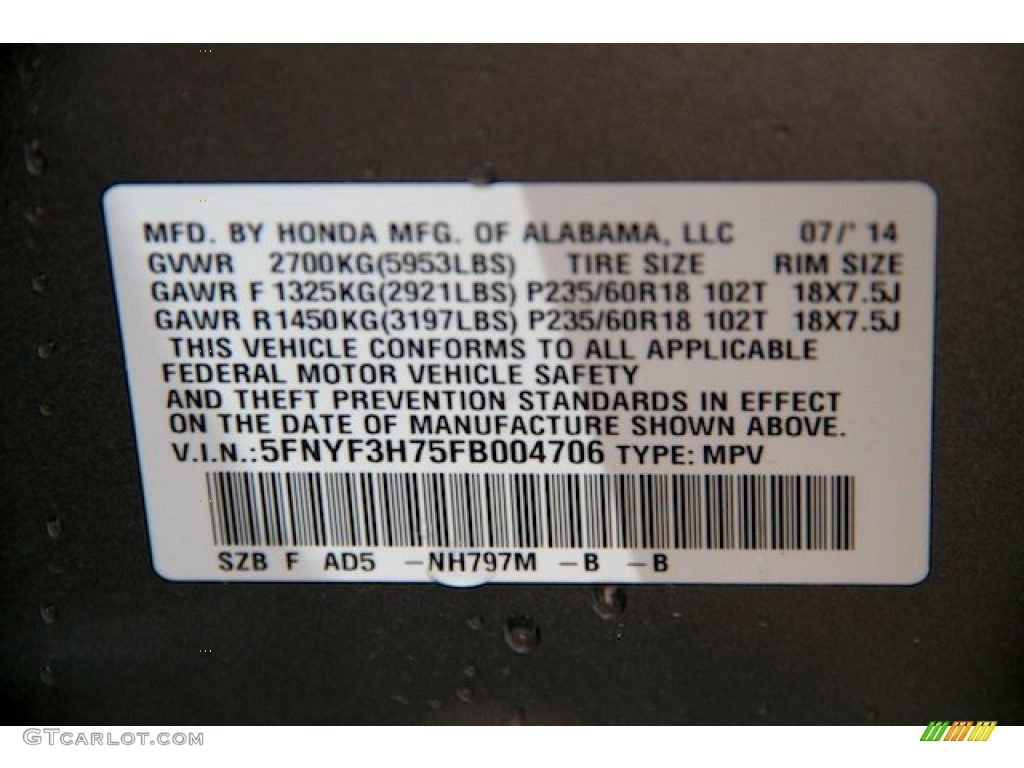 MFD. BY HONDA MFG. OF ALABAMA, LLC 07/' 14
GVWR 2700KG(5953LBS) TIRE SIZE RIM SIZE
GAWR F 1325KG(2921LBS) P235/60R18 102T 18X7.5J
GAWR R1450KG(3197LBS) P235/60R18 102T 18X7.5J
THIS VEHICLE CONFORMS TO ALL APPLICABLE
FEDERAL MOTOR VEHICLE SAFETY
AND THEFT PREVENTION STANDARDS IN EFFECT
ON THE DATE OF MANUFACTURE SHOWN ABOVE.
V.I.N.:5FNYF3H75FB004706 TYPE: MPV
SZB F AD5 -NH797M -B -B
GTCARLOT.COM